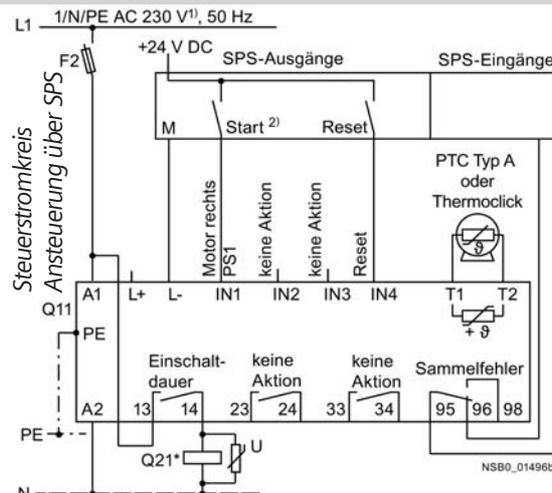 L1 1/N/PE AC 230 V¹⁾, 50 Hz
+24 V DC
F2
SPS-Ausgänge
SPS-Eingänge
Steuerstromkreis
Ansteuerung über SPS
M
Start ²⁾
Reset
PTC Typ A
oder
Thermoclick
ϑ
Motor rechts
PS1
keine Aktion
keine Aktion
Reset
A1 L+ L- IN1 IN2 IN3 IN4 T1 T2
Q11
+ ϑ
PE
Einschalt-
dauer
keine
Aktion
keine
Aktion
Sammelfehler
A2 13 14 23 24 33 34 95 96 98
PE
Q21*
U
NSB0_01496b
N